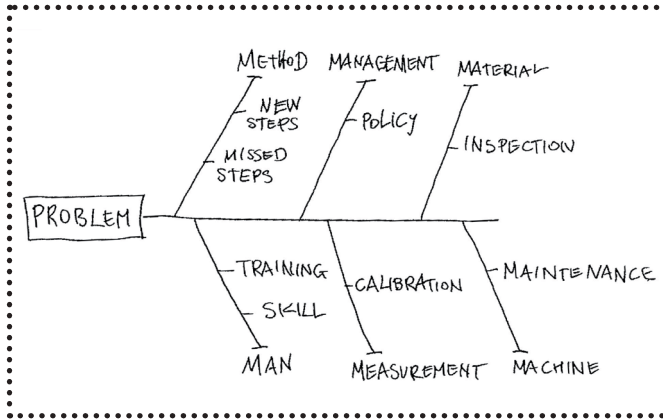 METHOD
NEW
STEPS
MISSED
STEPS
MANAGEMENT
POLICY
MATERIAL
INSPECTION
PROBLEM
TRAINING
SKILL
MAN
CALIBRATION
MEASUREMENT
MAINTENANCE
MACHINE